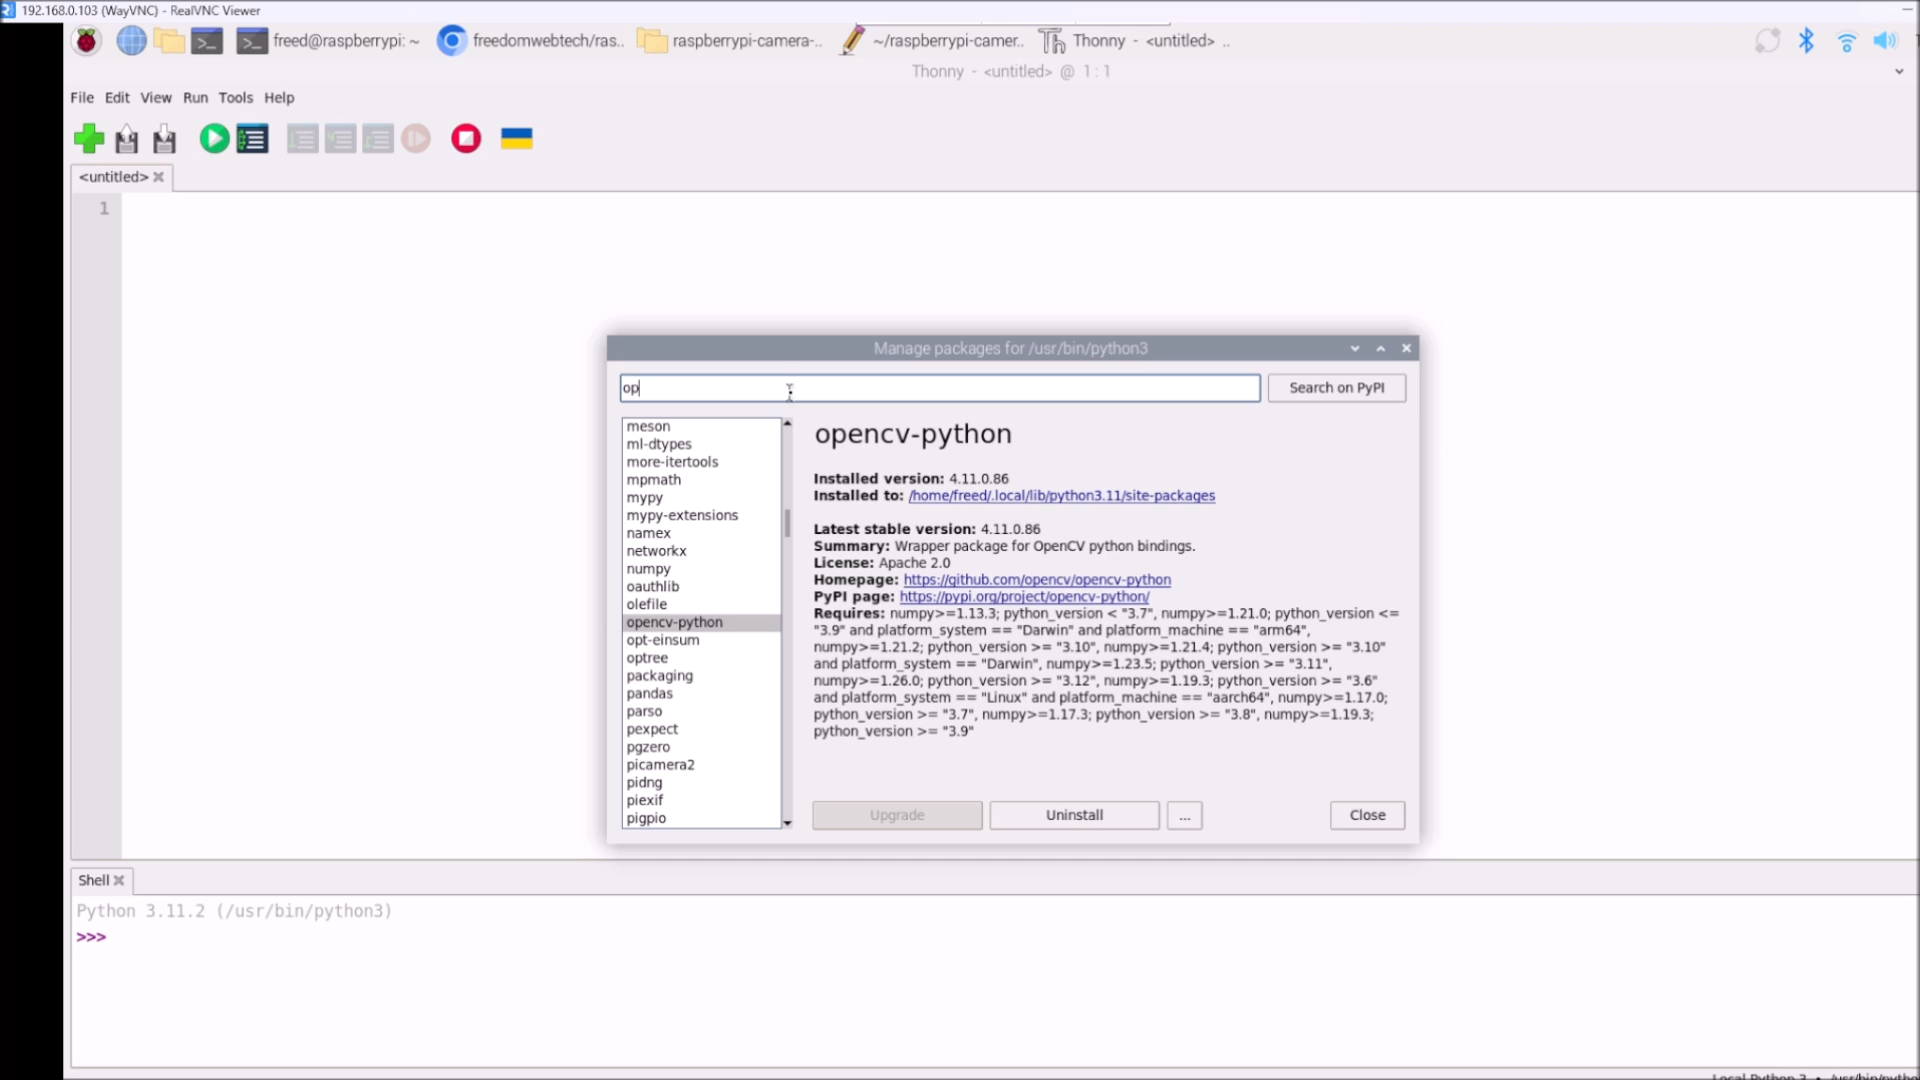 192.168.0.103 (WayVNC) - RealVNC Viewer
freed@raspberrypi: ~
freedomwebtech/ras..
raspberrypi-camera-..
~/raspberrypi-camer..
Thonny - <untitled> ..
Thonny - <untitled> @ 1:1
File Edit View Run Tools Help
<untitled>
1
Manage packages for /usr/bin/python3
op
Search on PyPI
meson
ml-dtypes
more-itertools
mpmath
mypy
mypy-extensions
namex
networkx
numpy
oauthlib
olefile
opencv-python
opt-einsum
optree
packaging
pandas
parso
pexpect
pgzero
picamera2
pidng
piexif
pigpio
opencv-python
Installed version: 4.11.0.86
Installed to: /home/freed/.local/lib/python3.11/site-packages
Latest stable version: 4.11.0.86
Summary: Wrapper package for OpenCV python bindings.
License: Apache 2.0
Homepage: https://github.com/opencv/opencv-python
PyPI page: https://pypi.org/project/opencv-python/
Requires: numpy>=1.13.3; python_version < "3.7", numpy>=1.21.0; python_version <=
"3.9" and platform_system == "Darwin" and platform_machine == "arm64",
numpy>=1.21.2; python_version >= "3.10", numpy>=1.21.4; python_version >= "3.10"
and platform_system == "Darwin", numpy>=1.23.5; python_version >= "3.11",
numpy>=1.26.0; python_version >= "3.12", numpy>=1.19.3; python_version >= "3.6"
and platform_system == "Linux" and platform_machine == "aarch64", numpy>=1.17.0;
python_version >= "3.7", numpy>=1.17.3; python_version >= "3.8", numpy>=1.19.3;
python_version >= "3.9"
Upgrade
Uninstall
...
Close
Shell
Python 3.11.2 (/usr/bin/python3)
>>>